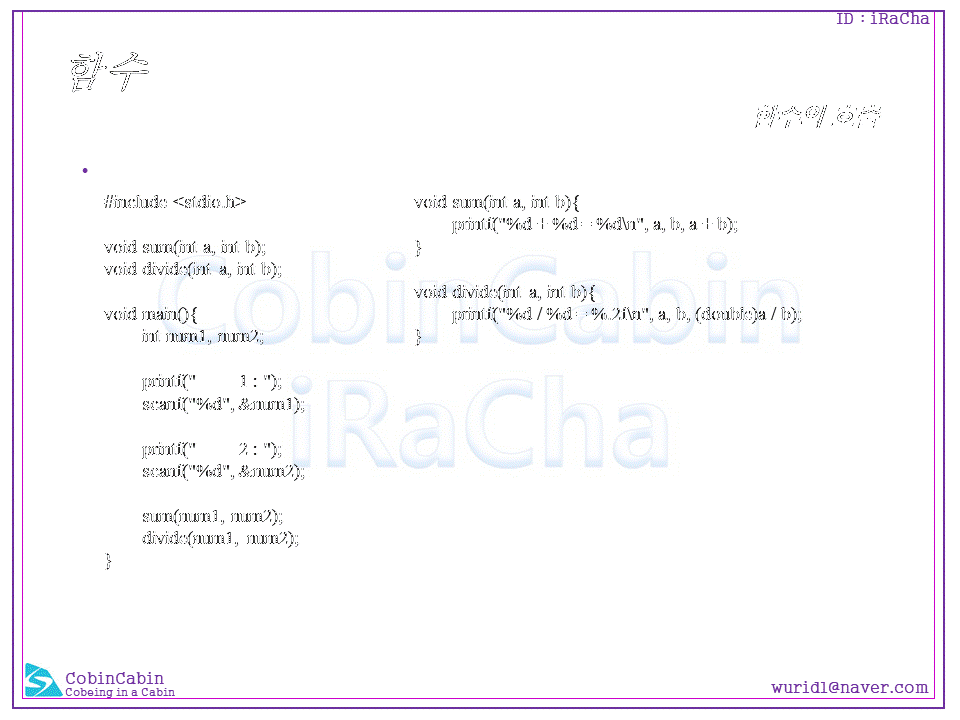 ID : iRaCha
함수
함수의 호출
•
#include <stdio.h>
void sum(int a, int b);
void divide(int a, int b);
void main(){
int num1, num2;
printf("        1 : ");
scanf("%d", &num1);
printf("        2 : ");
scanf("%d", &num2);
sum(num1, num2);
divide(num1, num2);
}
void sum(int a, int b){
printf("%d + %d = %d\n", a, b, a + b);
}
void divide(int a, int b){
printf("%d / %d = %.2f\n", a, b, (double)a / b);
}
CobinCabin
iRaCha
CobinCabin
Cobeing in a Cabin
wurid1@naver.com